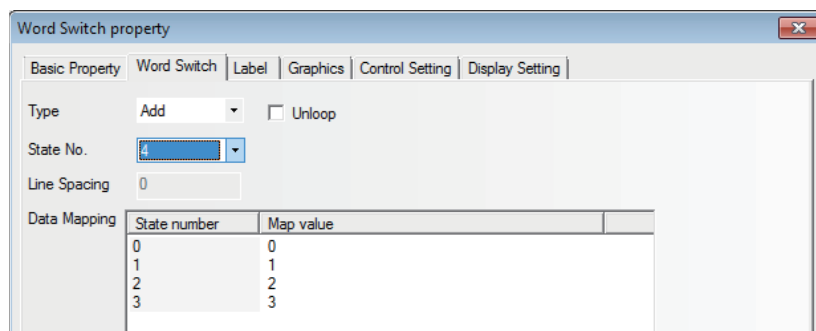 Word Switch property
Basic Property Word Switch Label Graphics Control Setting Display Setting
Type Add Unloop
State No. 4
Line Spacing 0
Data Mapping State number Map value
0 0
1 1
2 2
3 3